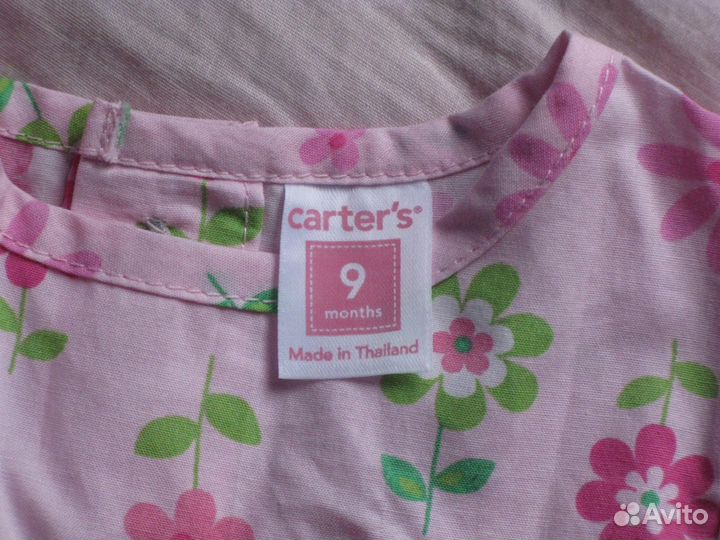 carter's®
9
months
Made in Thailand
Avito